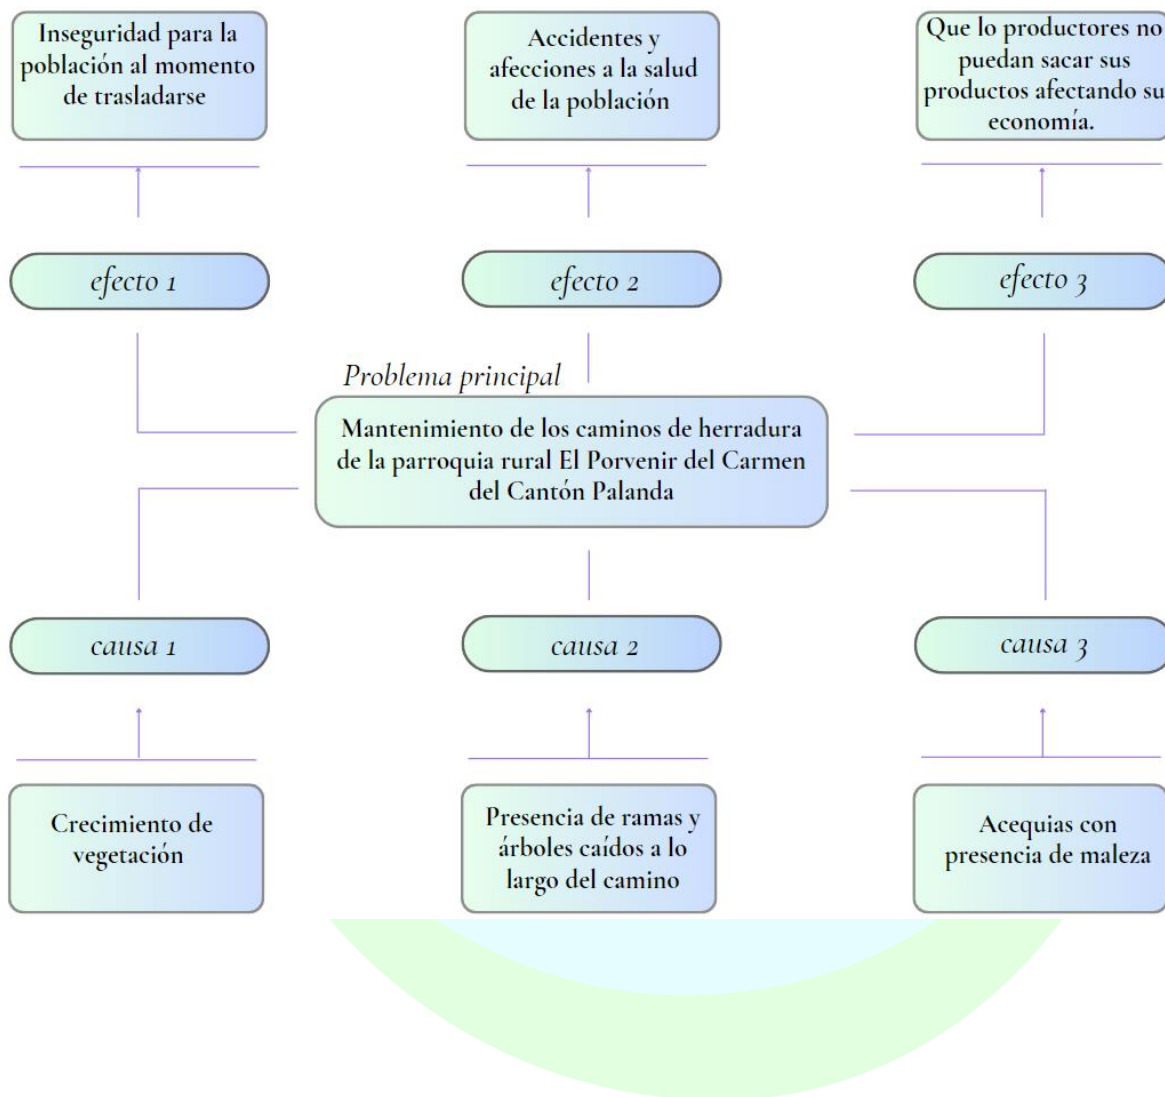 Inseguridad para la
población al momento
de trasladarse
Accidentes y
afecciones a la salud
de la población
Que lo productores no
puedan sacar sus
productos afectando su
economía.
efecto 1
efecto 2
efecto 3
Problema principal
Mantenimiento de los caminos de herradura
de la parroquia rural El Porvenir del Carmen
del Cantón Palanda
causa 1
causa 2
causa 3
Crecimiento de
vegetación
Presencia de ramas y
árboles caídos a lo
largo del camino
Acequias con
presencia de maleza